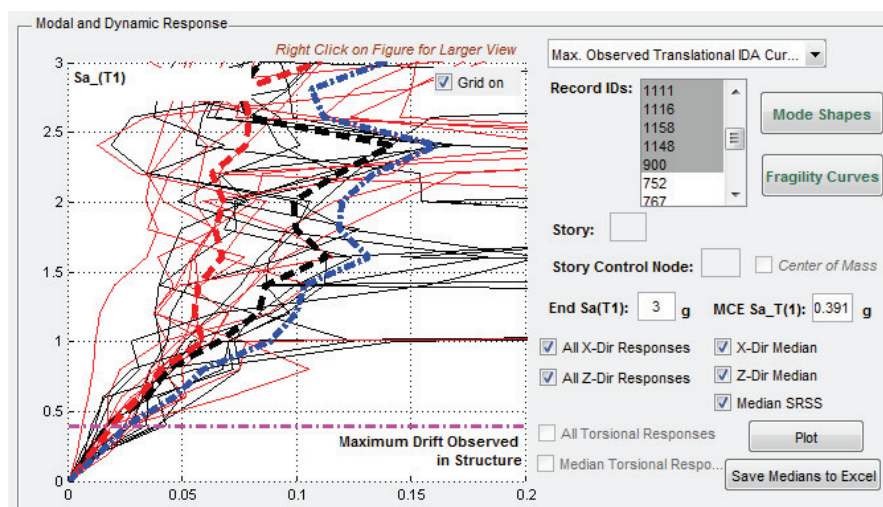 Modal and Dynamic Response
Right Click on Figure for Larger View
Sa_(T1)
Grid on
3
2.5
2
1.5
1
0.5
0
Maximum Drift Observed
in Structure
0
0.05
0.1
0.15
0.2
Max. Observed Translational IDA Cur...
Record IDs:
1111
1116
1158
1148
900
752
767
Mode Shapes
Fragility Curves
Story:
Story Control Node:
Center of Mass
End Sa(T1): 3 g MCE Sa_T(1): 0.391 g
All X-Dir Responses
X-Dir Median
All Z-Dir Responses
Z-Dir Median
Median SRSS
All Torsional Responses
Plot
Median Torsional Respo...
Save Medians to Excel